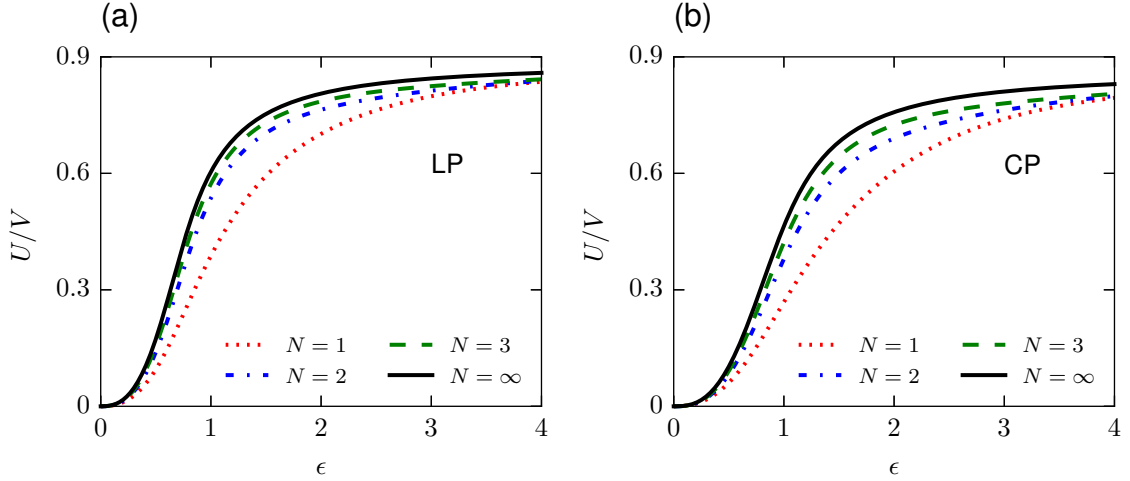 (a)
U/V
0.9
0.6
0.3
0
LP
N = 1
N = 2
N = 3
N = ∞
0 1 2 3 4
ϵ
(b)
U/V
0.9
0.6
0.3
0
CP
N = 1
N = 2
N = 3
N = ∞
0 1 2 3 4
ϵ